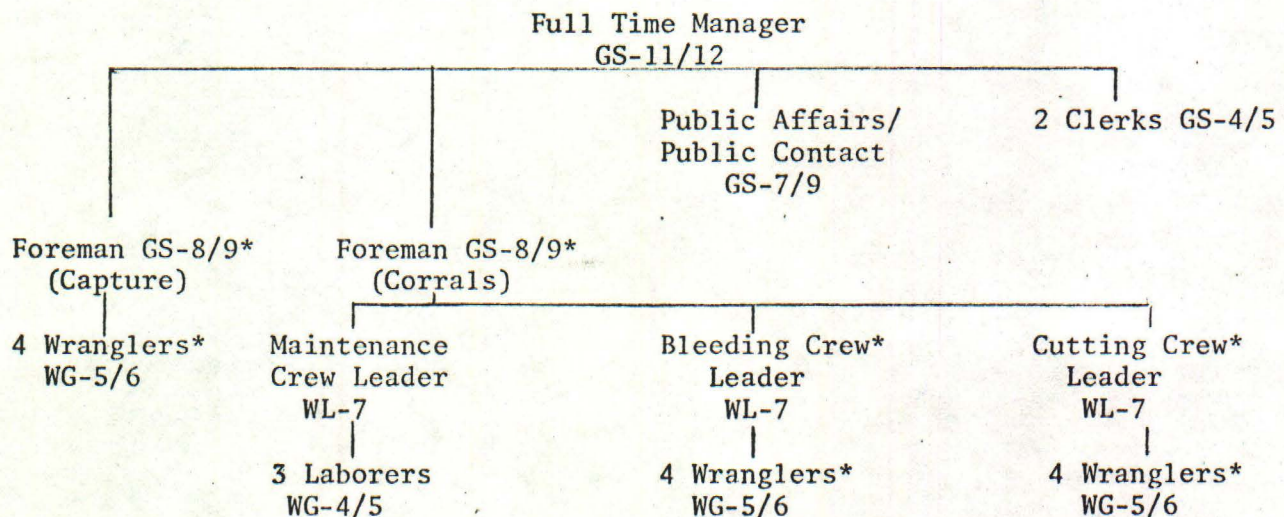 Full Time Manager
GS-11/12
Public Affairs/
Public Contact
GS-7/9
2 Clerks GS-4/5
Foreman GS-8/9*
(Capture)
Foreman GS-8/9*
(Corrals)
4 Wranglers*
WG-5/6
Maintenance
Crew Leader
WL-7
Bleeding Crew*
Leader
WL-7
Cutting Crew*
Leader
WL-7
3 Laborers
WG-4/5
4 Wranglers*
WG-5/6
4 Wranglers*
WG-5/6